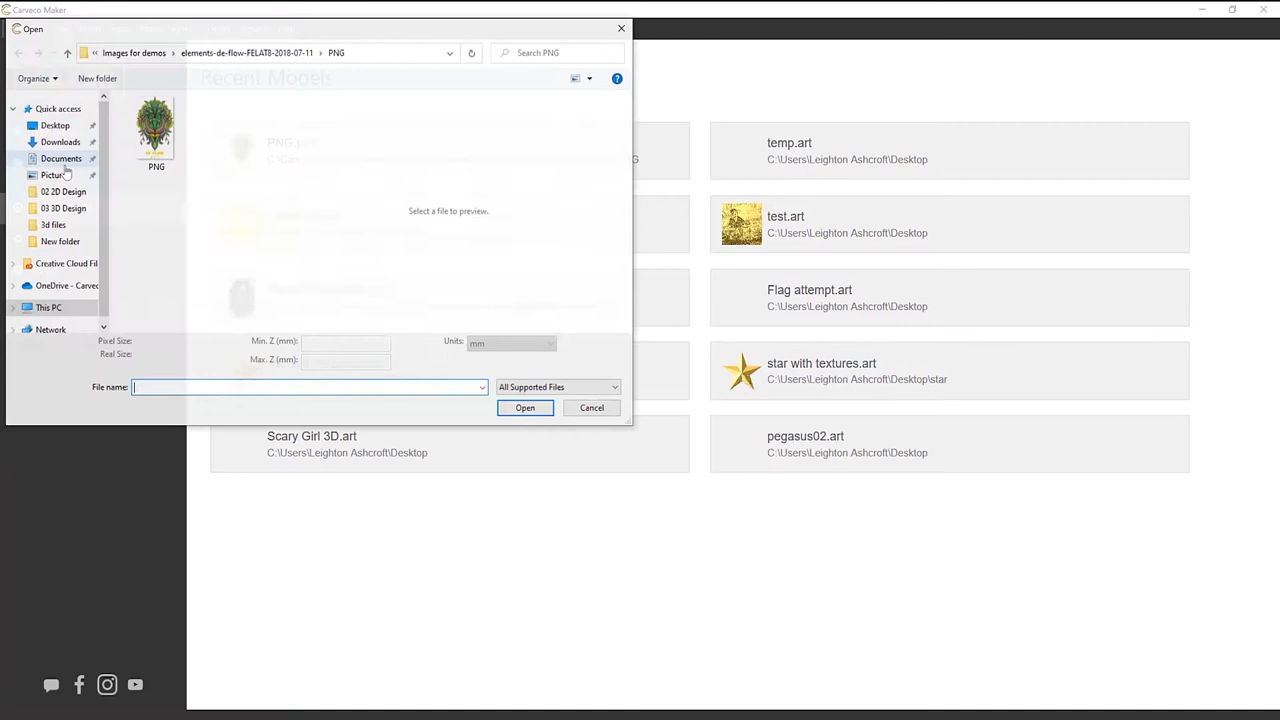 Carveco Maker
Open
Images for demos > elements-de-flow-FELAT8-2018-07-11 > PNG
Search PNG
Organize
New folder
Recent Models
Quick access
Desktop
Downloads
Documents
02 2D Design
03 3D Design
3d files
New folder
Creative Cloud Fil
OneDrive - Carvec
This PC
Network
PNG
Select a file to preview.
Pixel Size:
Real Size:
Min. Z (mm):
Max. Z (mm):
Units:
mm
File name:
All Supported Files
Open
Cancel
temp.art
C:\Users\Leighton Ashcroft\Desktop
test.art
C:\Users\Leighton Ashcroft\Desktop
Flag attempt.art
C:\Users\Leighton Ashcroft\Desktop
star with textures.art
C:\Users\Leighton Ashcroft\Desktop\star
Scary Girl 3D.art
C:\Users\Leighton Ashcroft\Desktop
pegasus02.art
C:\Users\Leighton Ashcroft\Desktop